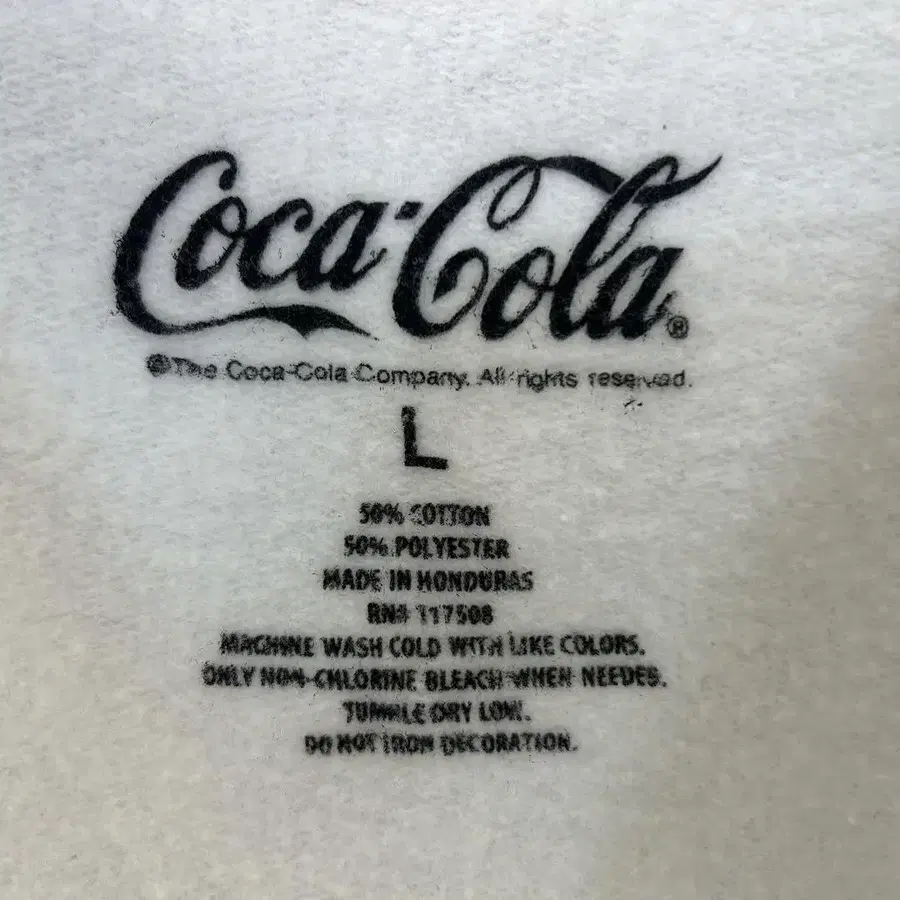 Coca-Cola®
©The Coca-Cola Company. All rights reserved.
L
50% COTTON
50% POLYESTER
MADE IN HONDURAS
RN# 117508
MACHINE WASH COLD WITH LIKE COLORS.
ONLY NON-CHLORINE BLEACH WHEN NEEDED.
TUMBLE DRY LOW.
DO NOT IRON DECORATION.